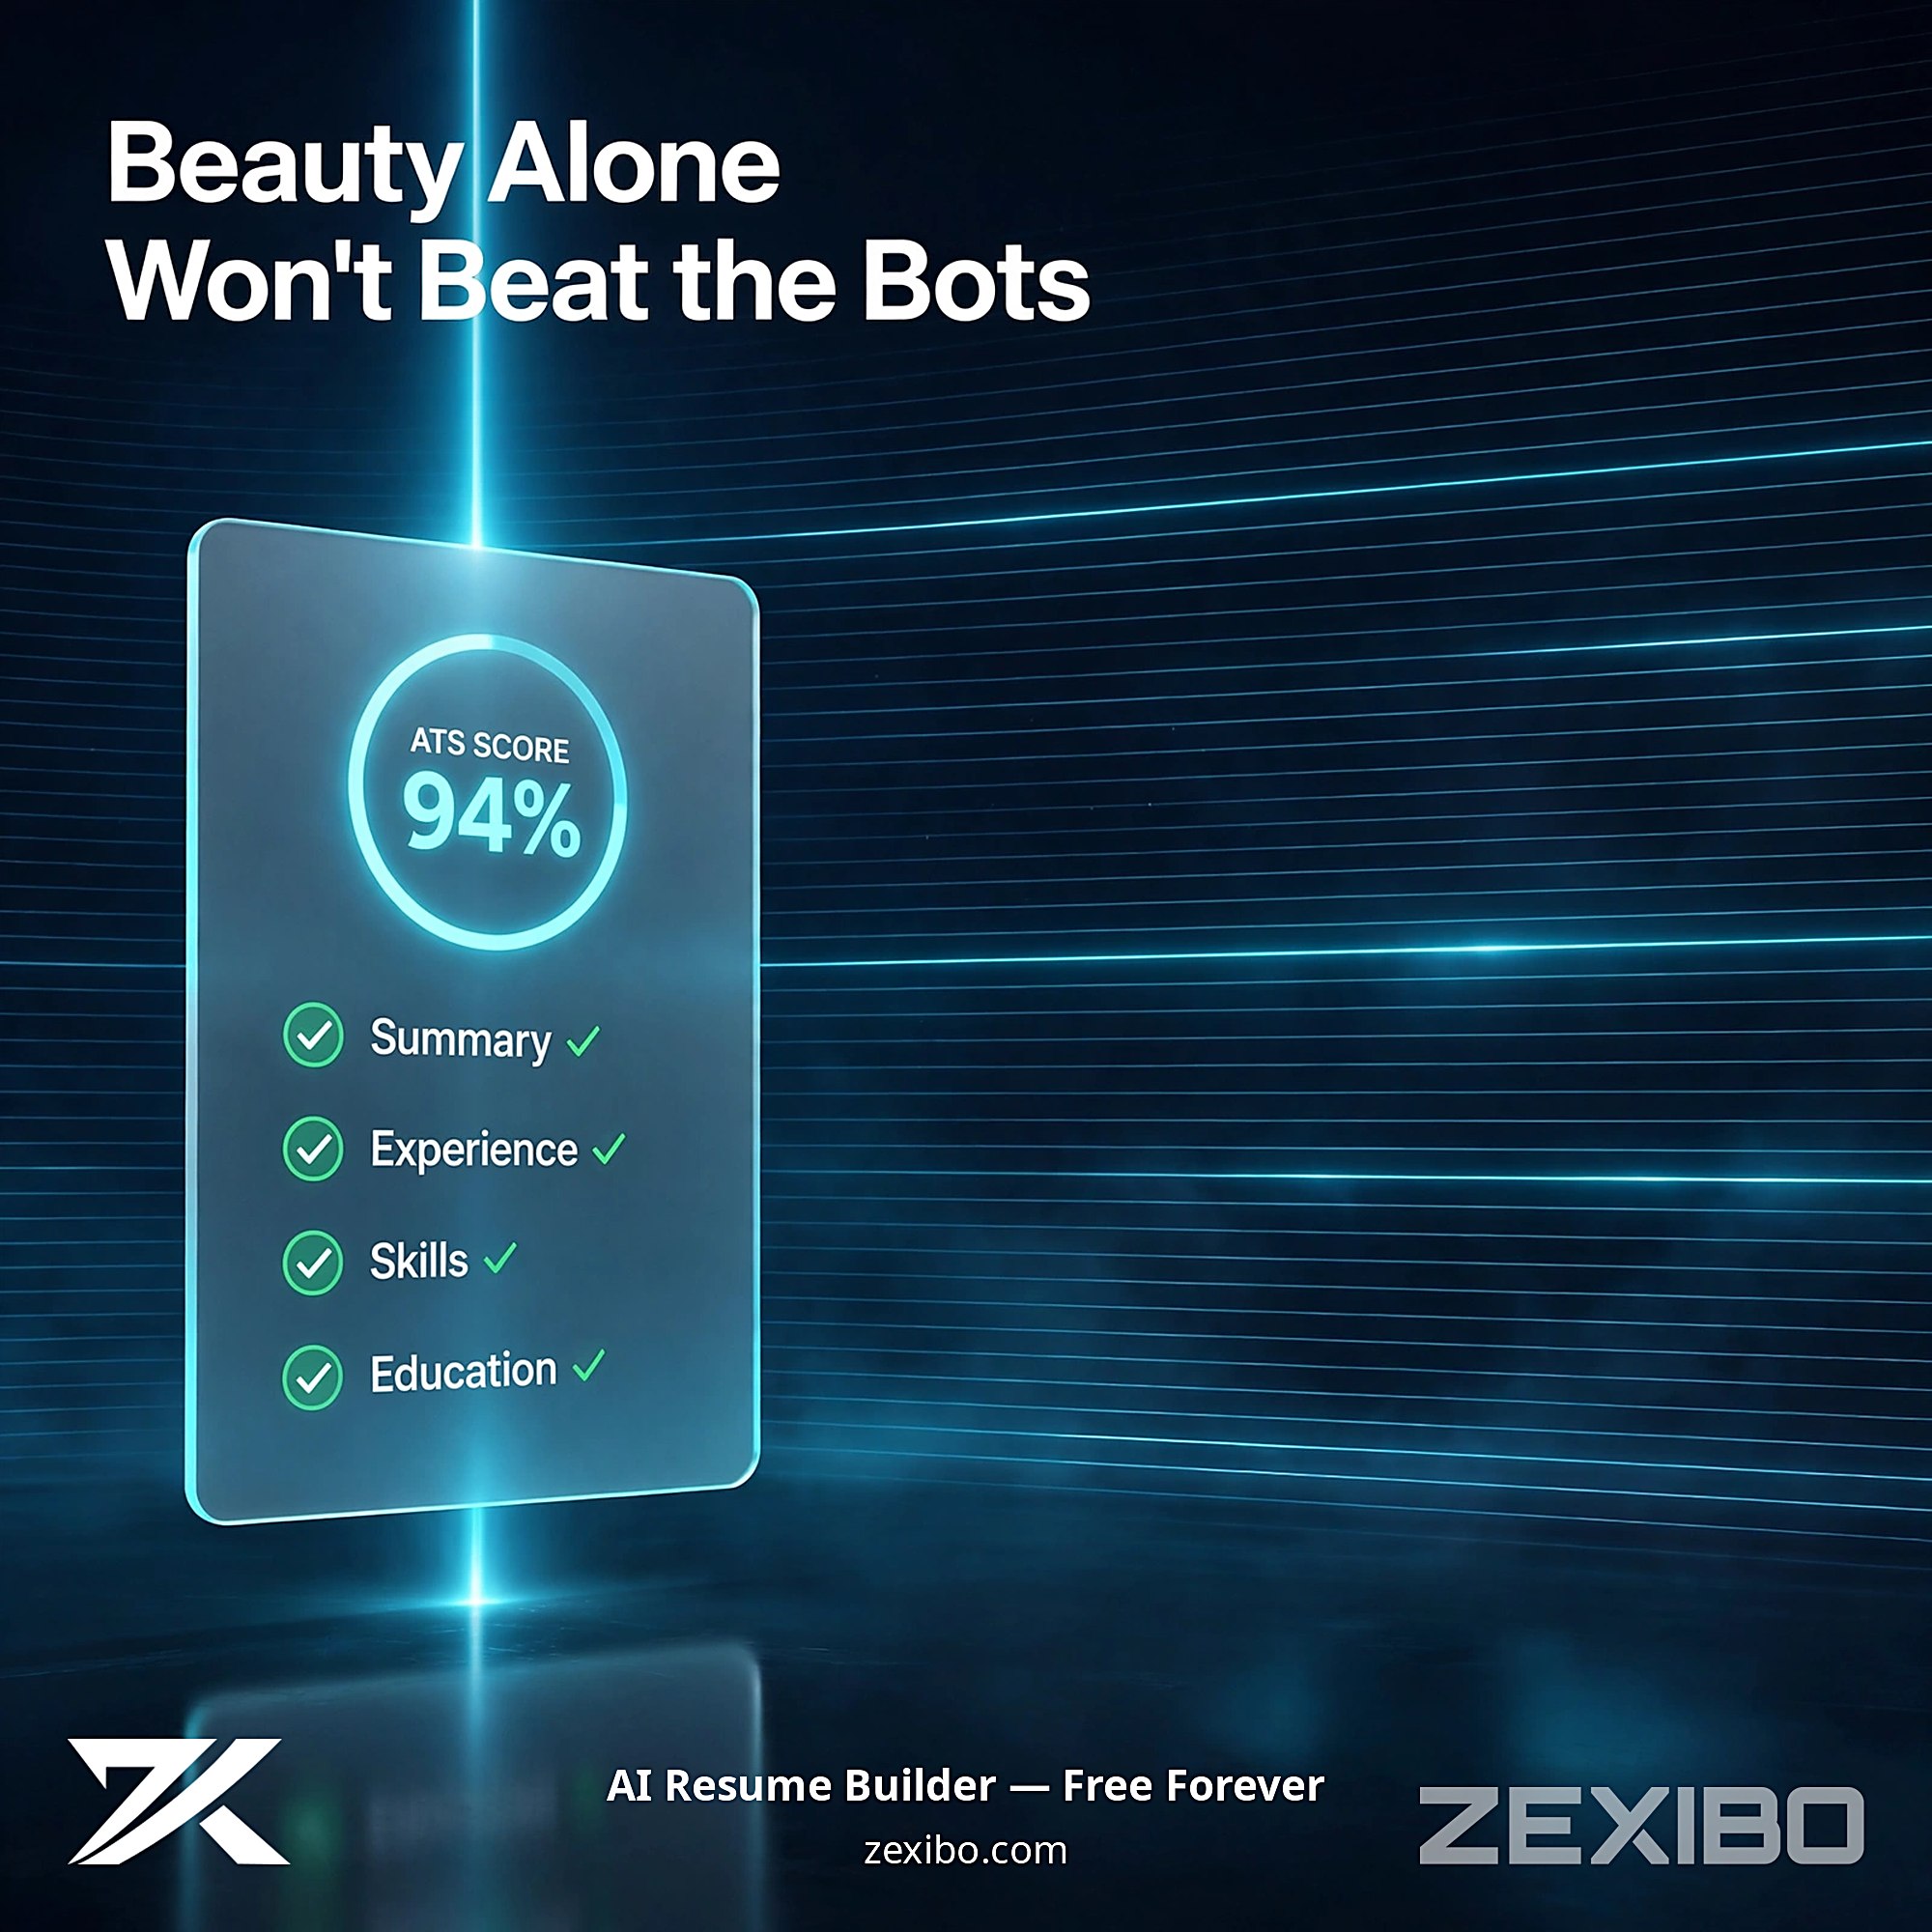 Beauty Alone
Won't Beat the Bots
ATS SCORE
94%
Summary ✓
Experience ✓
Skills ✓
Education ✓
AI Resume Builder — Free Forever
zexibo.com
ZEXIBO